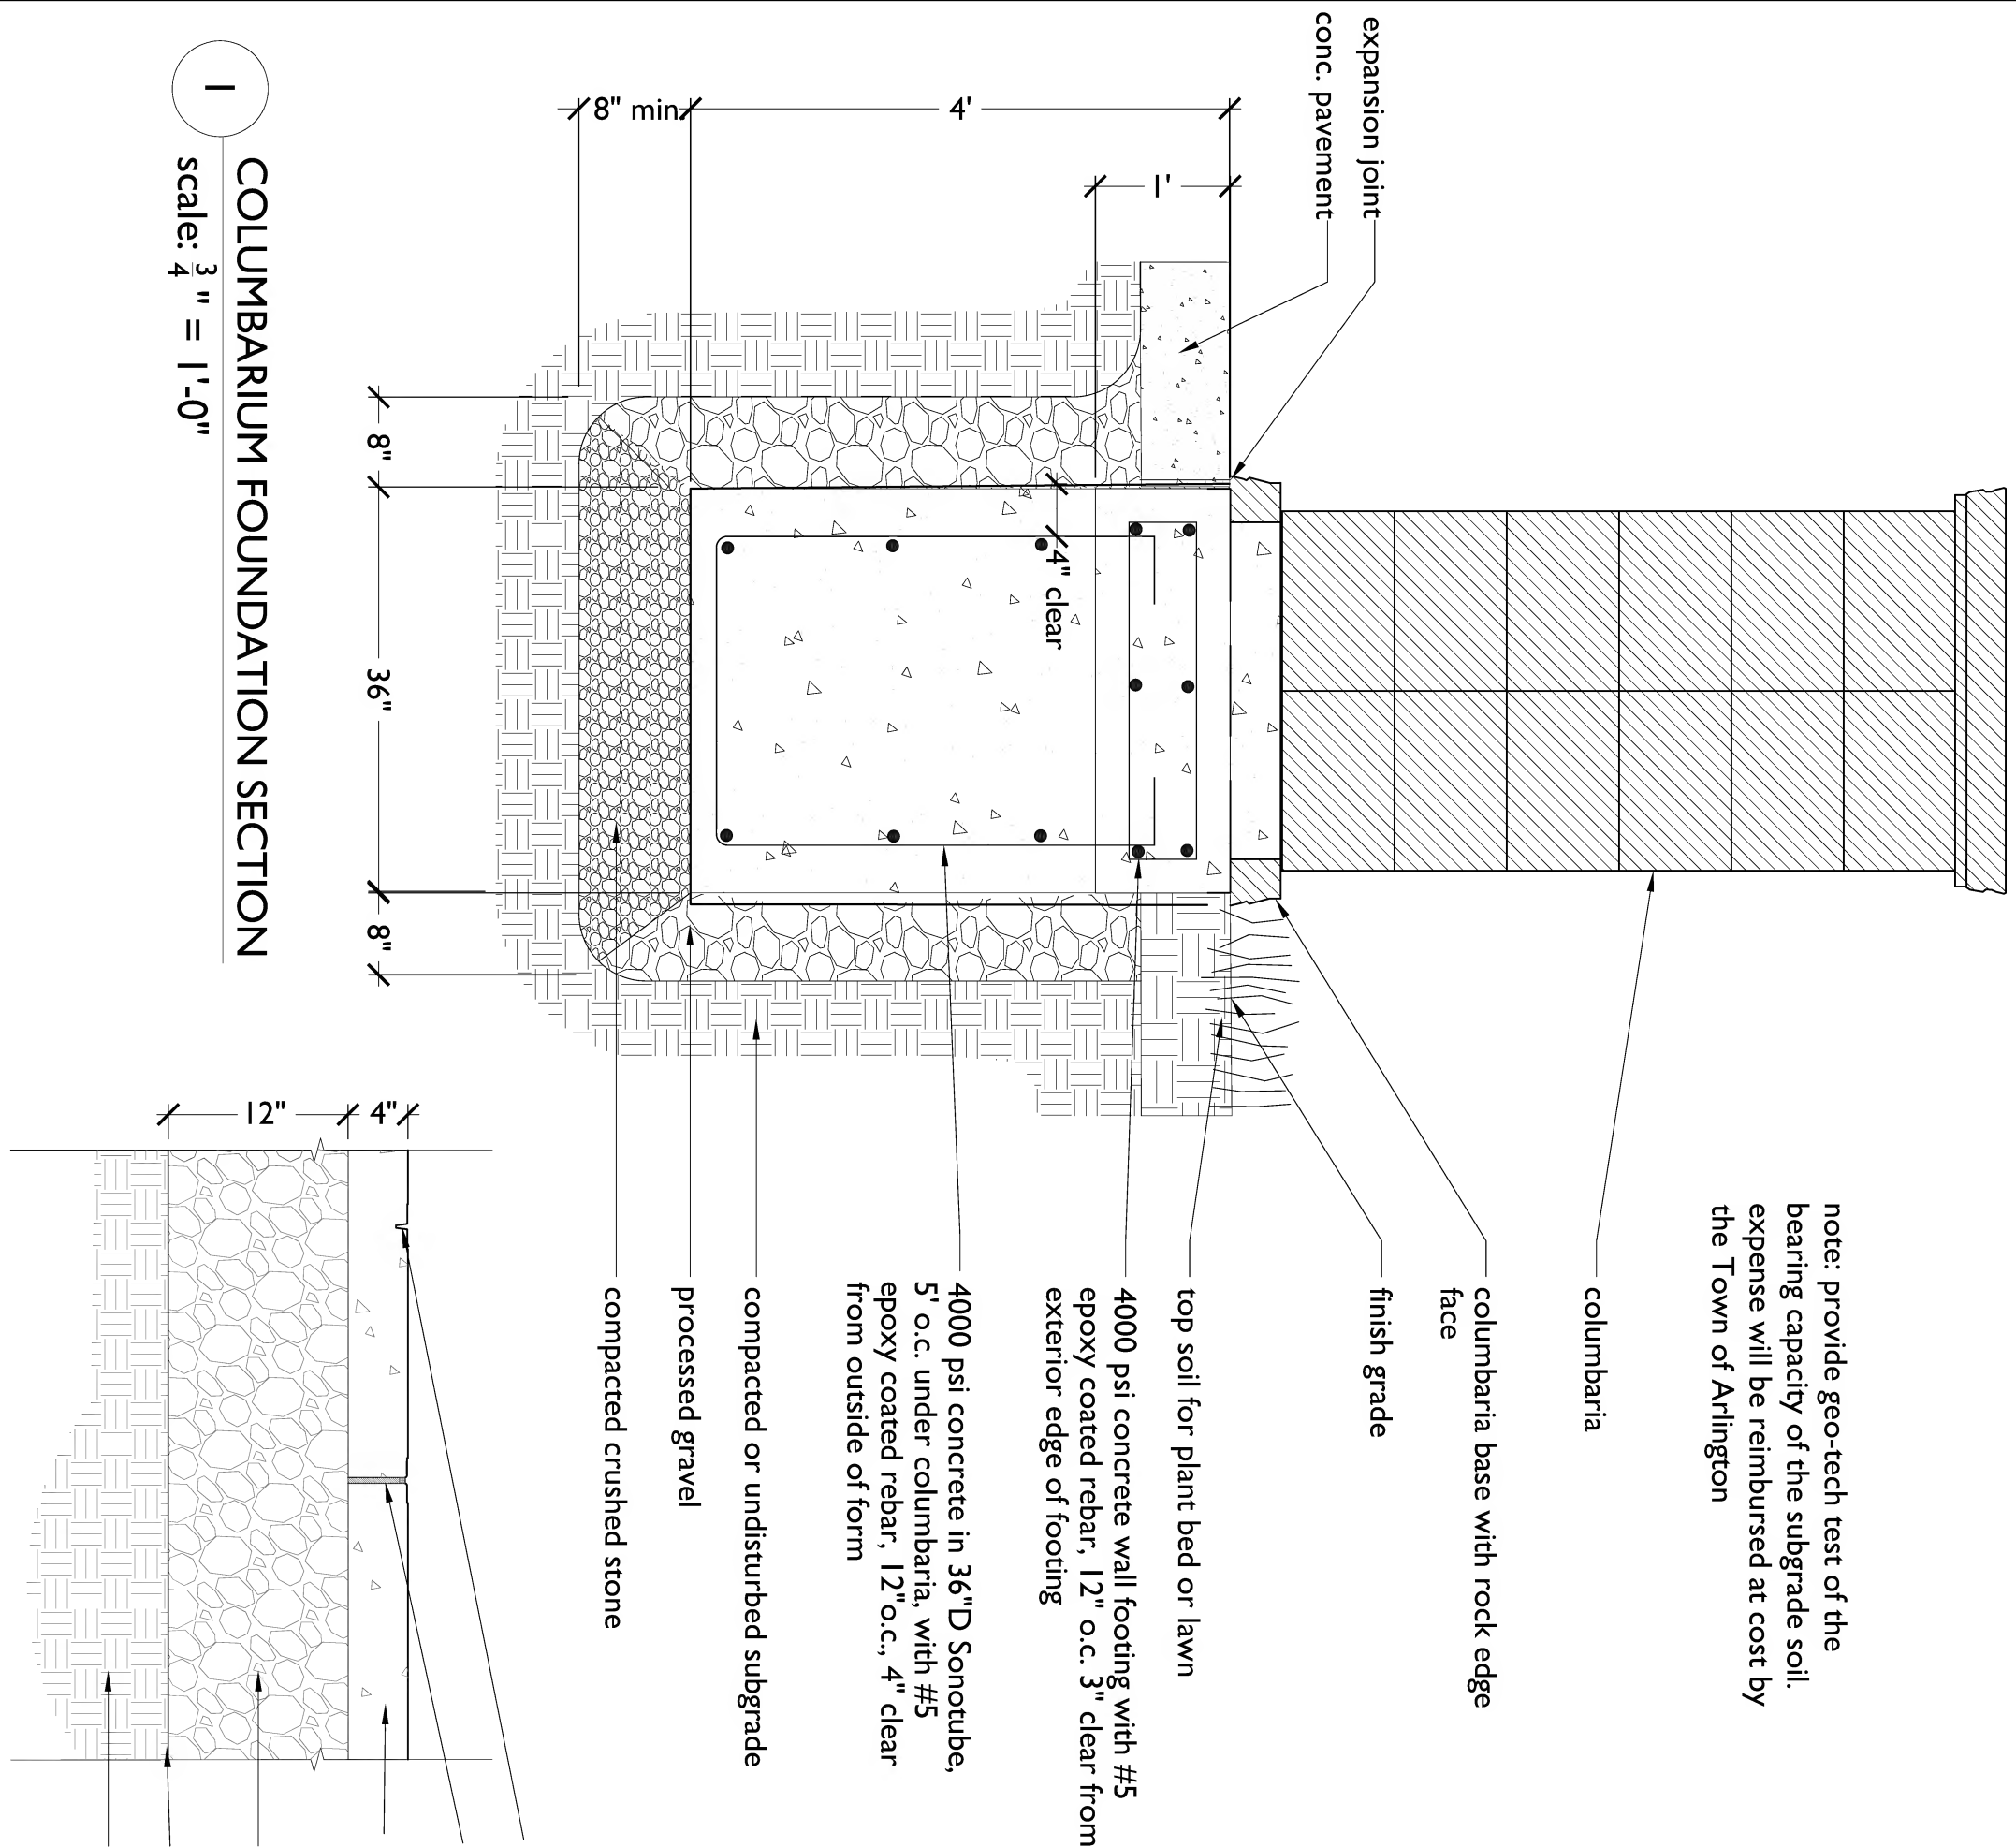 note: provide geo-tech test of the
bearing capacity of the subgrade soil.
expense will be reimbursed at cost by
the Town of Arlington
expansion joint
conc. pavement
columbaria
columbaria base with rock edge
face
finish grade
top soil for plant bed or lawn
4000 psi concrete wall footing with #5
epoxy coated rebar, 12" o.c. 3" clear from
exterior edge of footing
4000 psi concrete in 36"D Sonotube,
5' o.c. under columbaria, with #5
epoxy coated rebar, 12"o.c., 4" clear
from outside of form
compacted or undisturbed subgrade
processed gravel
compacted crushed stone
1'
4'
8" min.
4" clear
8"
36"
8"
1
COLUMBARIUM FOUNDATION SECTION
scale: 3/4" = 1'-0"
4"
12"